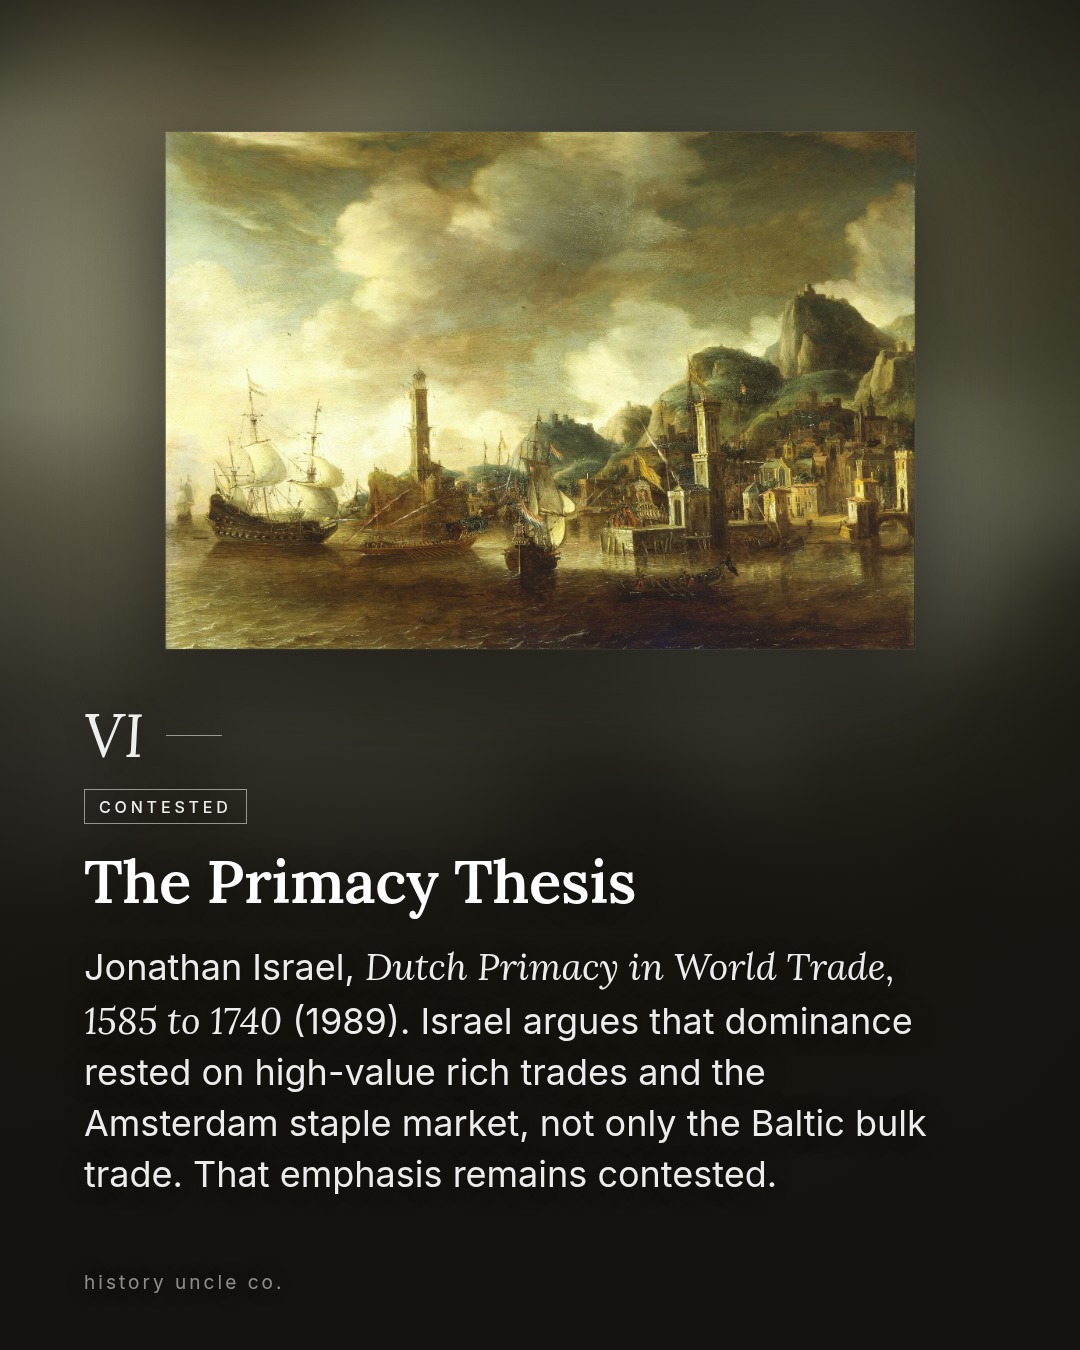 VI
CONTESTED
The Primacy Thesis
Jonathan Israel, Dutch Primacy in World Trade,
1585 to 1740 (1989). Israel argues that dominance
rested on high-value rich trades and the
Amsterdam staple market, not only the Baltic bulk
trade. That emphasis remains contested.
history uncle co.